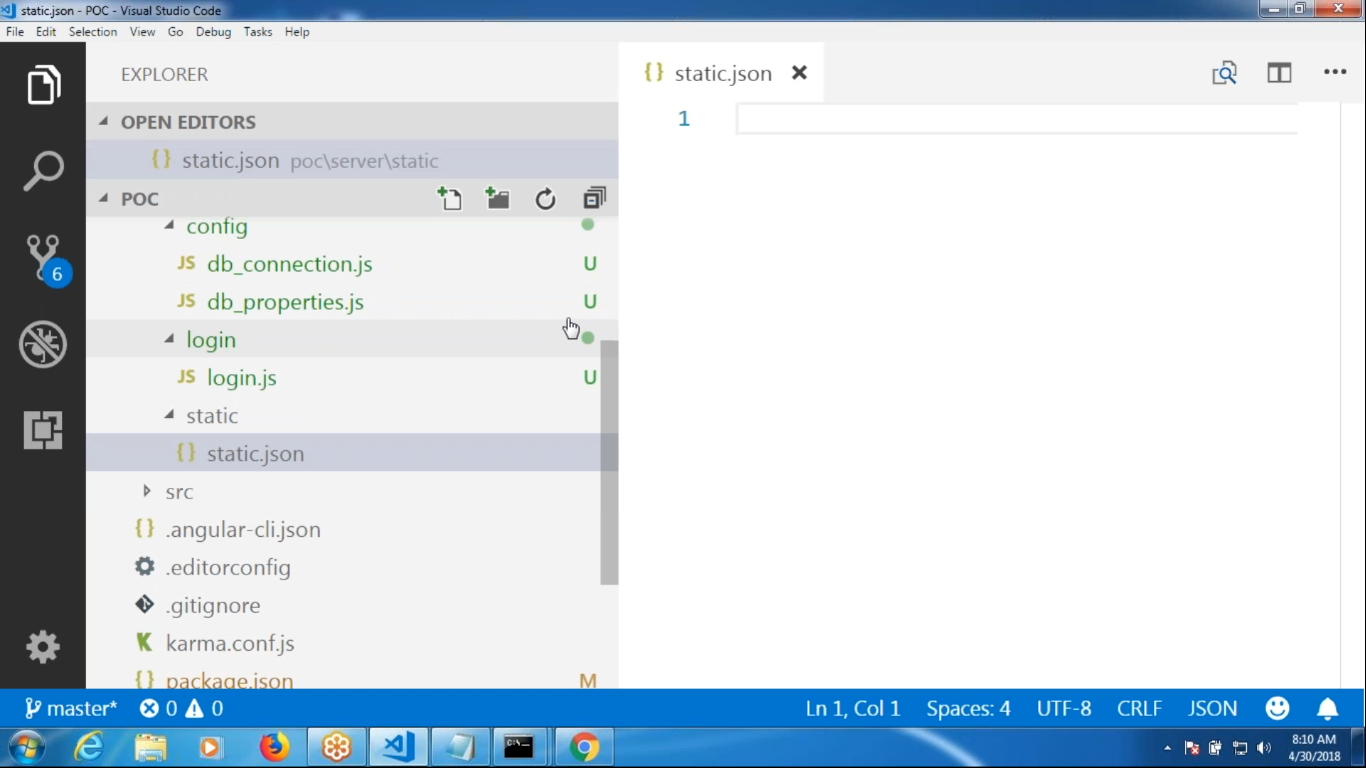 static.json - POC - Visual Studio Code
File Edit Selection View Go Debug Tasks Help
EXPLORER
OPEN EDITORS
{} static.json poc\server\static
POC
config
JS db_connection.js U
JS db_properties.js U
login
JS login.js U
static
{} static.json
src
{} .angular-cli.json
.editorconfig
.gitignore
K karma.conf.js
{} package.json M
6
{} static.json
1
master* 0 0
Ln 1, Col 1 Spaces: 4 UTF-8 CRLF JSON
8:10 AM
4/30/2018